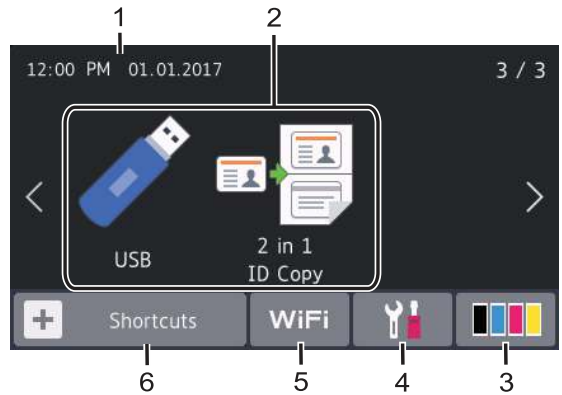 1 2
12:00 PM 01.01.2017 3 / 3
USB
2 in 1
ID Copy
Shortcuts WiFi
6 5 4 3